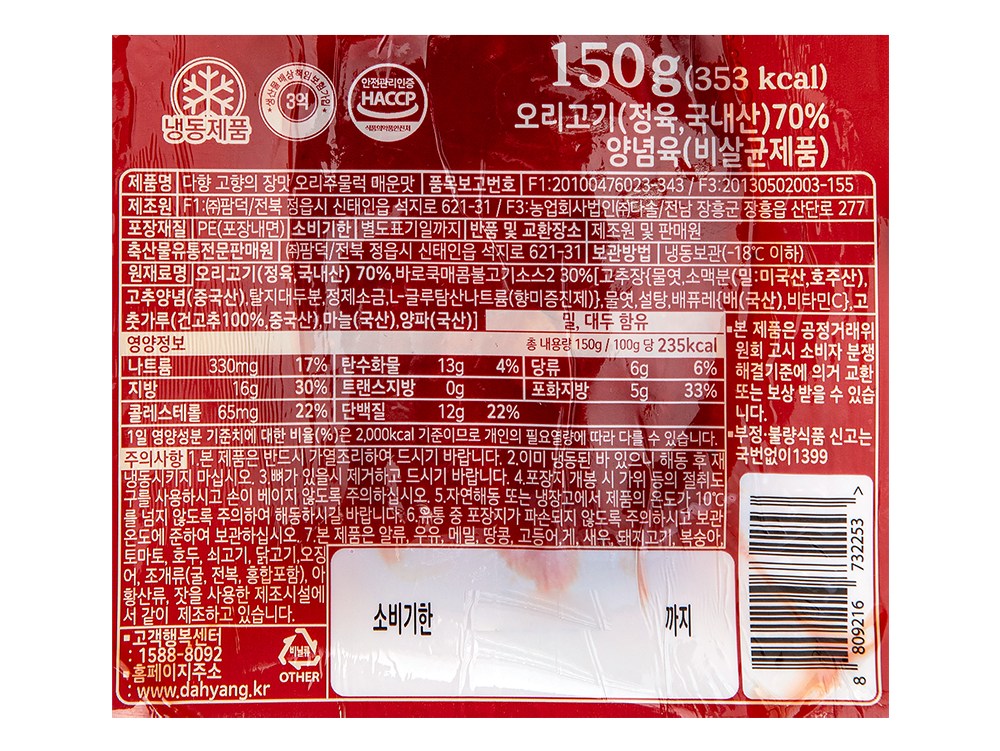 냉동제품
생산물배상책임보험가입
3억
안전관리인증
HACCP
식품의약품안전처
150g(353 kcal)
오리고기(정육,국내산)70%
양념육(비살균제품)
제품명 다향 고향의 장맛 오리주물럭 매운맛 품목보고번호 F1:20100476023-343 / F3:20130502003-155
제조원 F1:㈜팜덕/전북 정읍시 신태인읍 석지로 621-31 / F3:농업회사법인㈜다솔/전남 장흥군 장흥읍 산단로 277
포장재질 PE(포장내면) 소비기한 별도표기일까지 반품 및 교환장소 제조원 및 판매원
축산물유통전문판매원 ㈜팜덕/전북 정읍시 신태인읍 석지로 621-31 보관방법 냉동보관(-18℃ 이하)
원재료명 오리고기(정육,국내산) 70%,바로쿡매콤불고기소스2 30%[고추장{물엿,소맥분(밀:미국산,호주산),
고추양념(중국산),탈지대두분,정제소금,L-글루탐산나트륨(향미증진제)},물엿,설탕,배퓨레{배(국산),비타민C},고
춧가루(건고추100%,중국산),마늘(국산),양파(국산)] 밀, 대두 함유
영양정보 총 내용량 150g / 100g 당 235kcal
나트륨 330mg 17% 탄수화물 13g 4% 당류 6g 6%
지방 16g 30% 트랜스지방 0g 포화지방 5g 33%
콜레스테롤 65mg 22% 단백질 12g 22%
1일 영양성분 기준치에 대한 비율(%)은 2,000kcal 기준이므로 개인의 필요열량에 따라 다를 수 있습니다.
주의사항 1.본 제품은 반드시 가열조리하여 드시기 바랍니다. 2.이미 냉동된 바 있으니 해동 후 재
냉동시키지 마십시오. 3.뼈가 있을시 제거하고 드시기 바랍니다. 4.포장지 개봉 시 가위 등의 절취도
구를 사용하시고 손이 베이지 않도록 주의하십시오. 5.자연해동 또는 냉장고에서 제품의 온도가 10℃
를 넘지 않도록 주의하여 해동하시길 바랍니다. 6.유통 중 포장지가 파손되지 않도록 주의하시고 보관
온도에 준하여 보관하십시오. 7.본 제품은 알류, 우유, 메밀, 땅콩, 고등어,게, 새우, 돼지고기, 복숭아,
토마토, 호두, 쇠고기, 닭고기,오징
어, 조개류(굴, 전복, 홍합포함), 아
황산류, 잣을 사용한 제조시설에
서 같이 제조하고 있습니다.
▪본 제품은 공정거래위
원회 고시 소비자 분쟁
해결기준에 의거 교환
또는 보상 받을 수 있습
니다.
▪부정·불량식품 신고는
국번없이1399
▪고객행복센터
: 1588-8092
▪홈페이지주소
: www.dahyang.kr
비닐류
OTHER
소비기한 까지
8 809216 732253 >